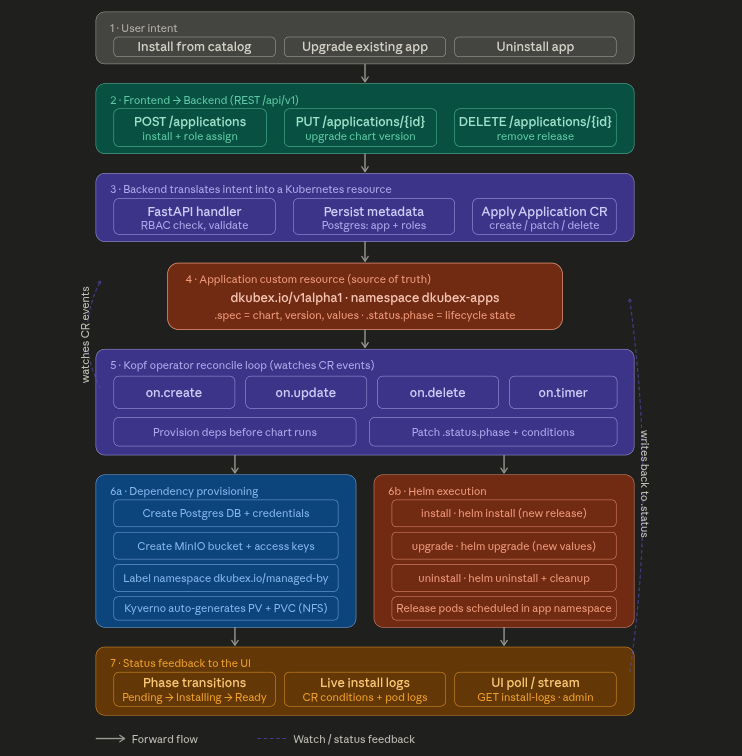 1 · User intent
Install from catalog
Upgrade existing app
Uninstall app
2 · Frontend → Backend (REST /api/v1)
POST /applications
install + role assign
PUT /applications/{id}
upgrade chart version
DELETE /applications/{id}
remove release
3 · Backend translates intent into a Kubernetes resource
FastAPI handler
RBAC check, validate
Persist metadata
Postgres: app + roles
Apply Application CR
create / patch / delete
4 · Application custom resource (source of truth)
dkubex.io/v1alpha1 · namespace dkubex-apps
.spec = chart, version, values · .status.phase = lifecycle state
watches CR events
5 · Kopf operator reconcile loop (watches CR events)
on.create
on.update
on.delete
on.timer
Provision deps before chart runs
Patch .status.phase + conditions
writes back to .status
6a · Dependency provisioning
Create Postgres DB + credentials
Create MinIO bucket + access keys
Label namespace dkubex.io/managed-by
Kyverno auto-generates PV + PVC (NFS)
6b · Helm execution
install · helm install (new release)
upgrade · helm upgrade (new values)
uninstall · helm uninstall + cleanup
Release pods scheduled in app namespace
7 · Status feedback to the UI
Phase transitions
Pending → Installing → Ready
Live install logs
CR conditions + pod logs
UI poll / stream
GET install-logs · admin
Forward flow
Watch / status feedback